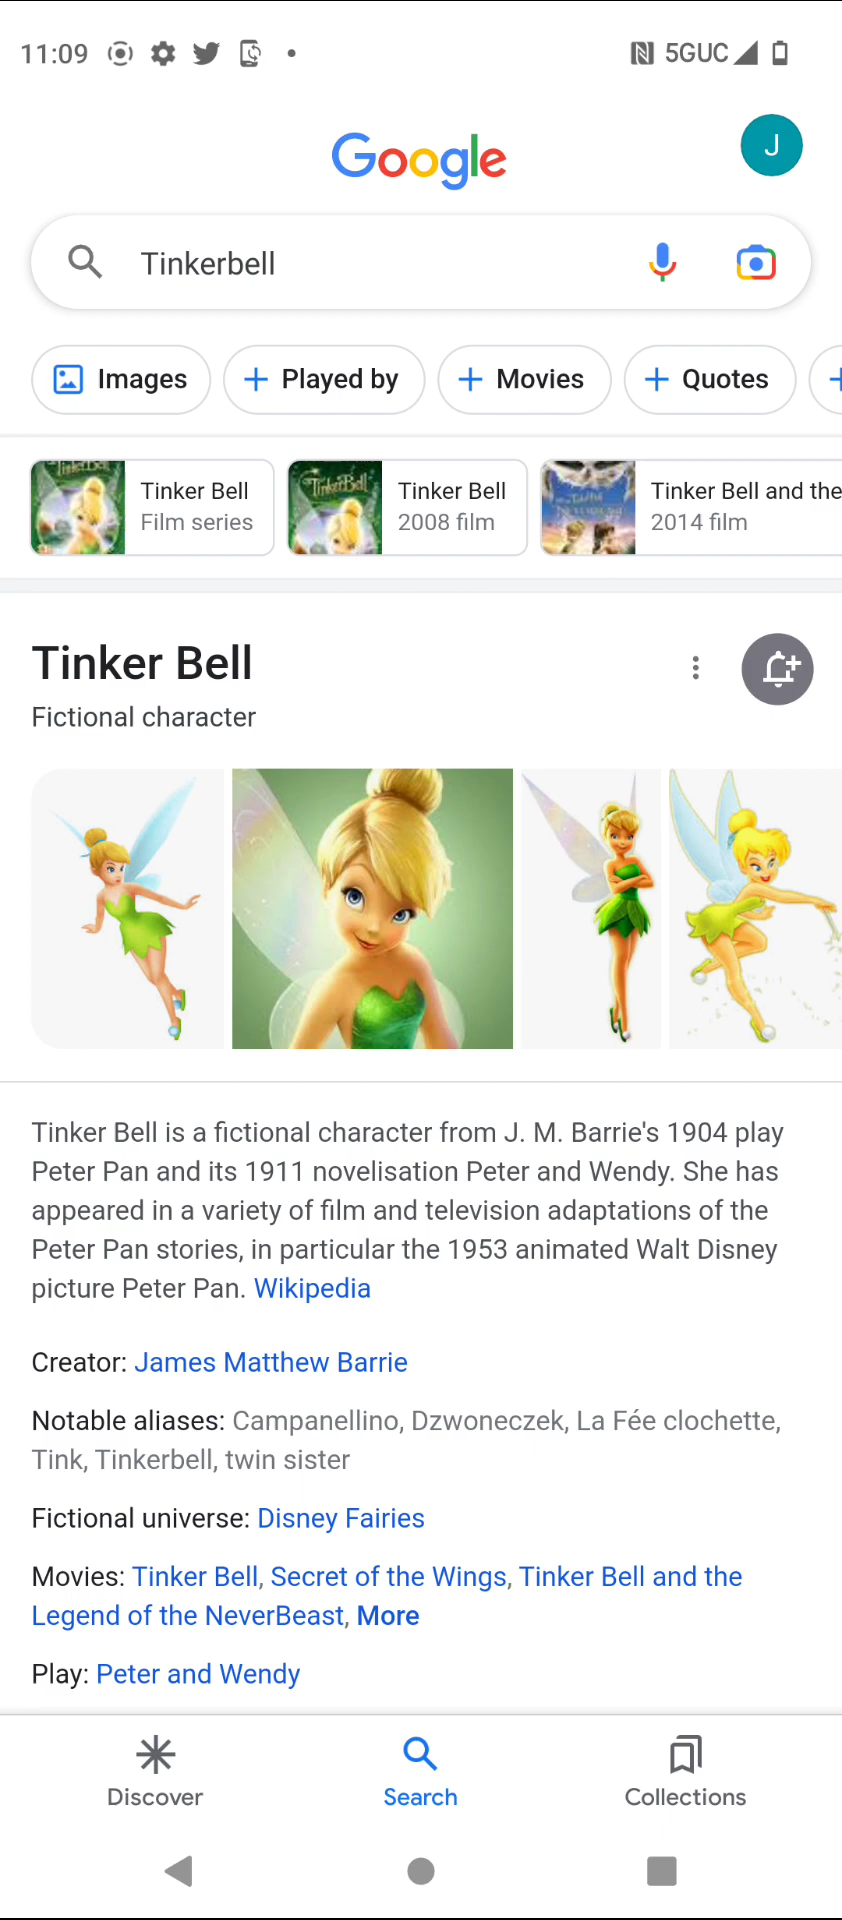 11:09 5GUC
Google
J
Tinkerbell
Images Played by Movies Quotes
Tinker Bell Tinker Bell Tinker Bell and the
Film series 2008 film 2014 film
TinkerBell
Tinker Bell
Fictional character
Tinker Bell is a fictional character from J. M. Barrie's 1904 play
Peter Pan and its 1911 novelisation Peter and Wendy. She has
appeared in a variety of film and television adaptations of the
Peter Pan stories, in particular the 1953 animated Walt Disney
picture Peter Pan. Wikipedia
Creator: James Matthew Barrie
Notable aliases: Campanellino, Dzwoneczek, La Fée clochette,
Tink, Tinkerbell, twin sister
Fictional universe: Disney Fairies
Movies: Tinker Bell, Secret of the Wings, Tinker Bell and the
Legend of the NeverBeast, More
Play: Peter and Wendy
Discover Search Collections